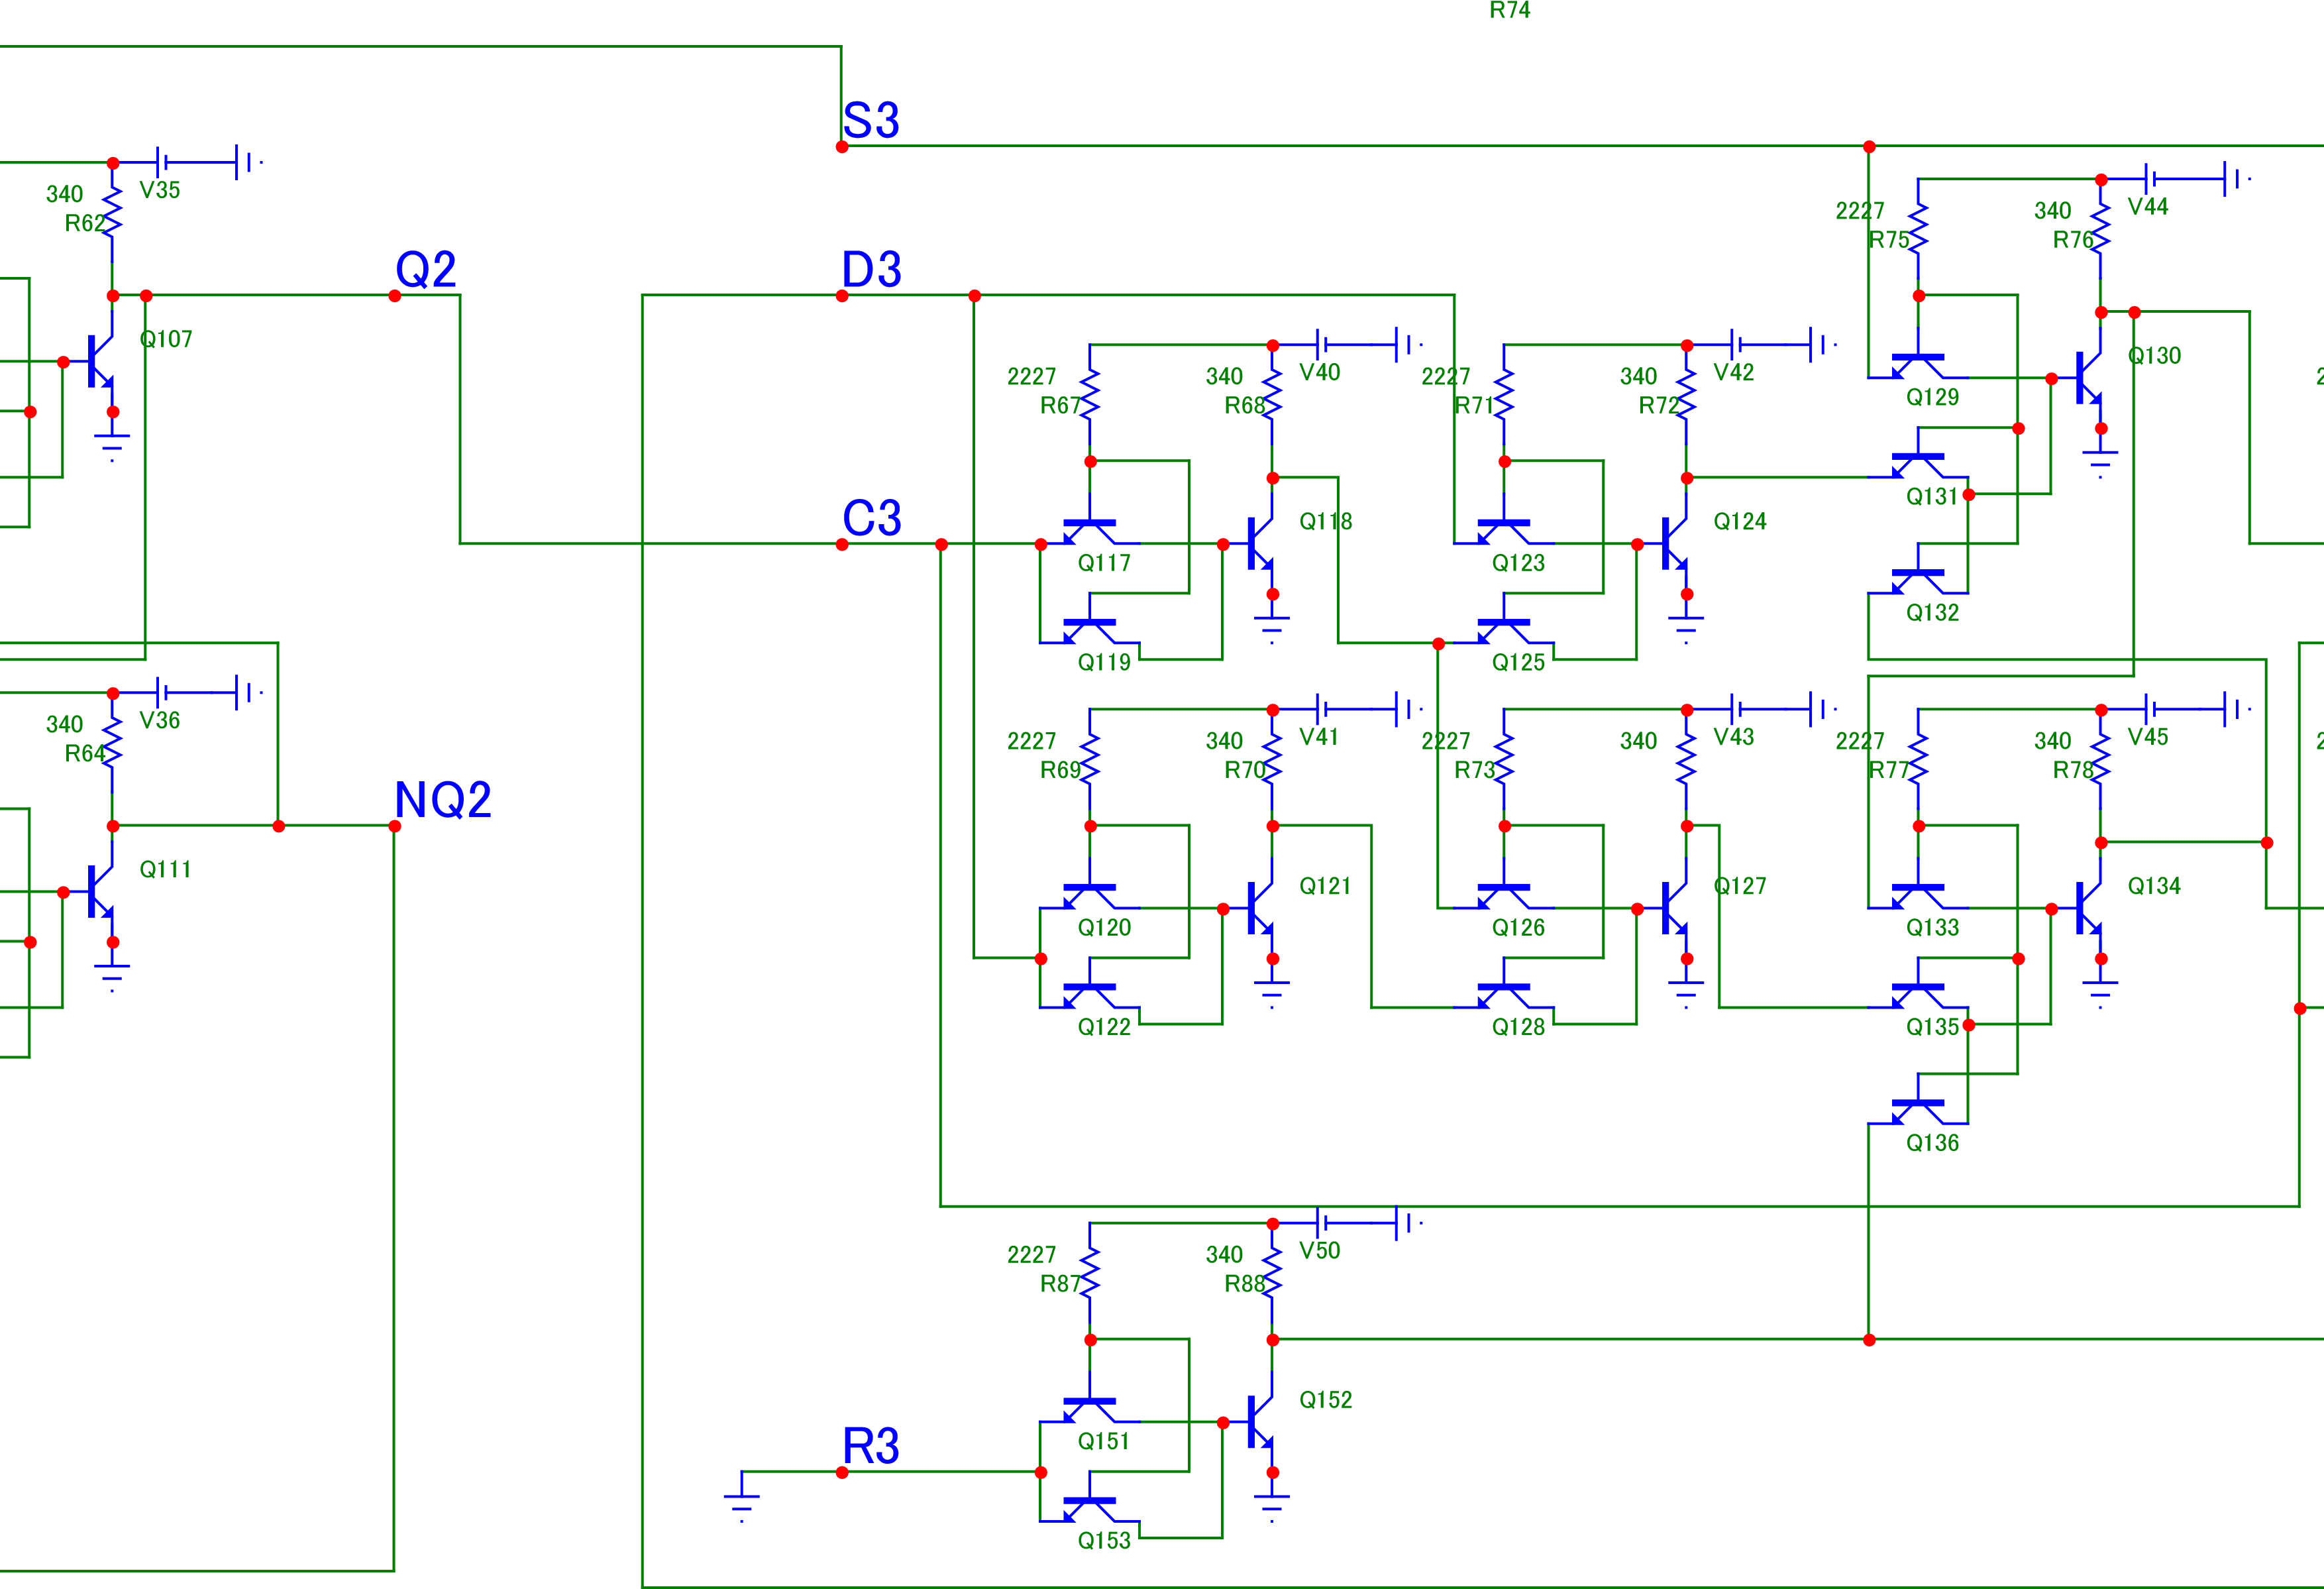 R74
S3
V35
340
R62
V44
2227
340
R75
R76
Q2
D3
Q107
Q130
V40
V42
2227
340
2227
340
2
R67
R68
R71
R72
Q129
Q131
C3
Q118
Q124
Q117
Q123
Q132
Q119
Q125
V36
340
R64
V41
V43
V45
2227
340
2227
340
2227
340
2
R69
R70
R73
R77
R78
NQ2
Q111
Q121
Q127
Q134
Q120
Q126
Q133
Q122
Q128
Q135
Q136
V50
2227
340
R87
R88
Q152
R3
Q151
Q153